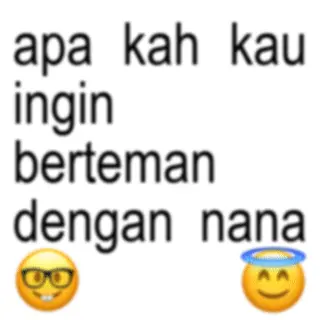 apa kah kau
ingin
berteman
dengan nana
🤓 😇